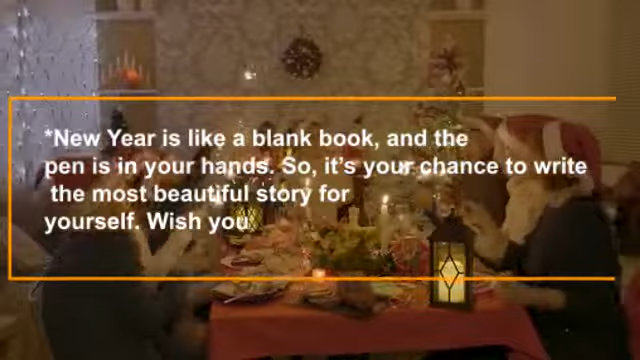 *New Year is like a blank book, and the
pen is in your hands. So, it’s your chance to write
the most beautiful story for
yourself. Wish you